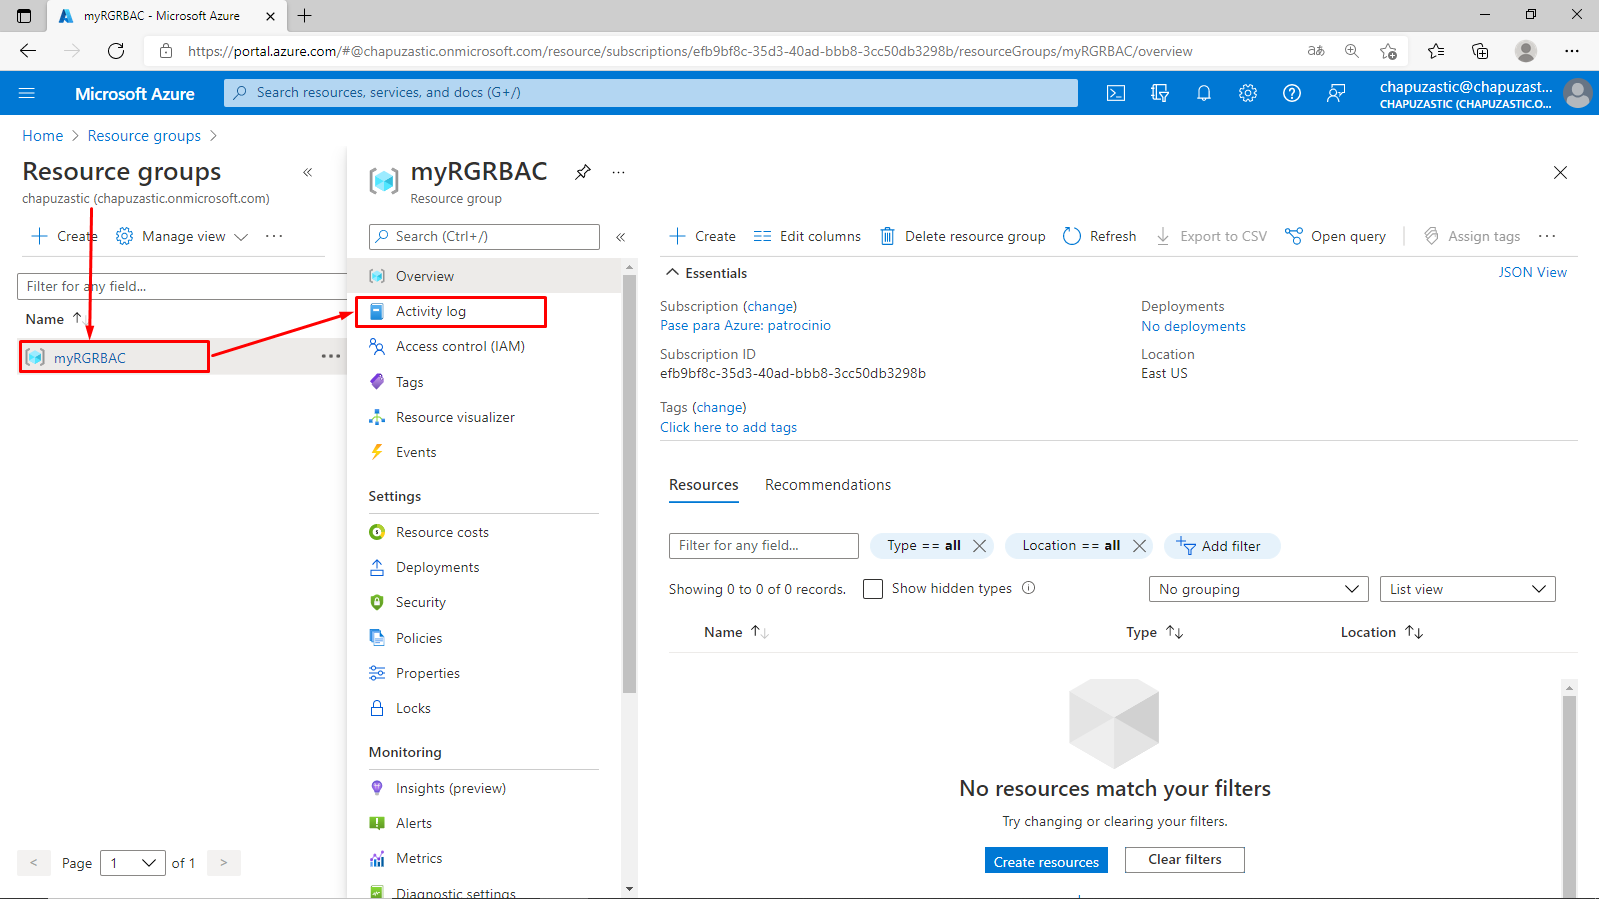 myRGRBAC - Microsoft Azure
https://portal.azure.com/#@chapuzastic.onmicrosoft.com/resource/subscriptions/efb9bf8c-35d3-40ad-bbb8-3cc50db3298b/resourceGroups/myRGRBAC/overview
aあ
Microsoft Azure
Search resources, services, and docs (G+/)
chapuzastic@chapuzast...
CHAPUZASTIC (CHAPUZASTIC.O...
Home > Resource groups >
Resource groups
chapuzastic (chapuzastic.onmicrosoft.com)
Create
Manage view
Filter for any field...
Name
myRGRBAC
< Page 1 of 1 >
myRGRBAC
Resource group
Search (Ctrl+/)
Overview
Activity log
Access control (IAM)
Tags
Resource visualizer
Events
Settings
Resource costs
Deployments
Security
Policies
Properties
Locks
Monitoring
Insights (preview)
Alerts
Metrics
Diagnostic settings
Create
Edit columns
Delete resource group
Refresh
Export to CSV
Open query
Assign tags
Essentials
JSON View
Subscription (change)
Pase para Azure: patrocinio
Subscription ID
efb9bf8c-35d3-40ad-bbb8-3cc50db3298b
Tags (change)
Click here to add tags
Deployments
No deployments
Location
East US
Resources
Recommendations
Filter for any field...
Type == all
Location == all
Add filter
Showing 0 to 0 of 0 records.
Show hidden types
No grouping
List view
Name
Type
Location
No resources match your filters
Try changing or clearing your filters.
Create resources
Clear filters